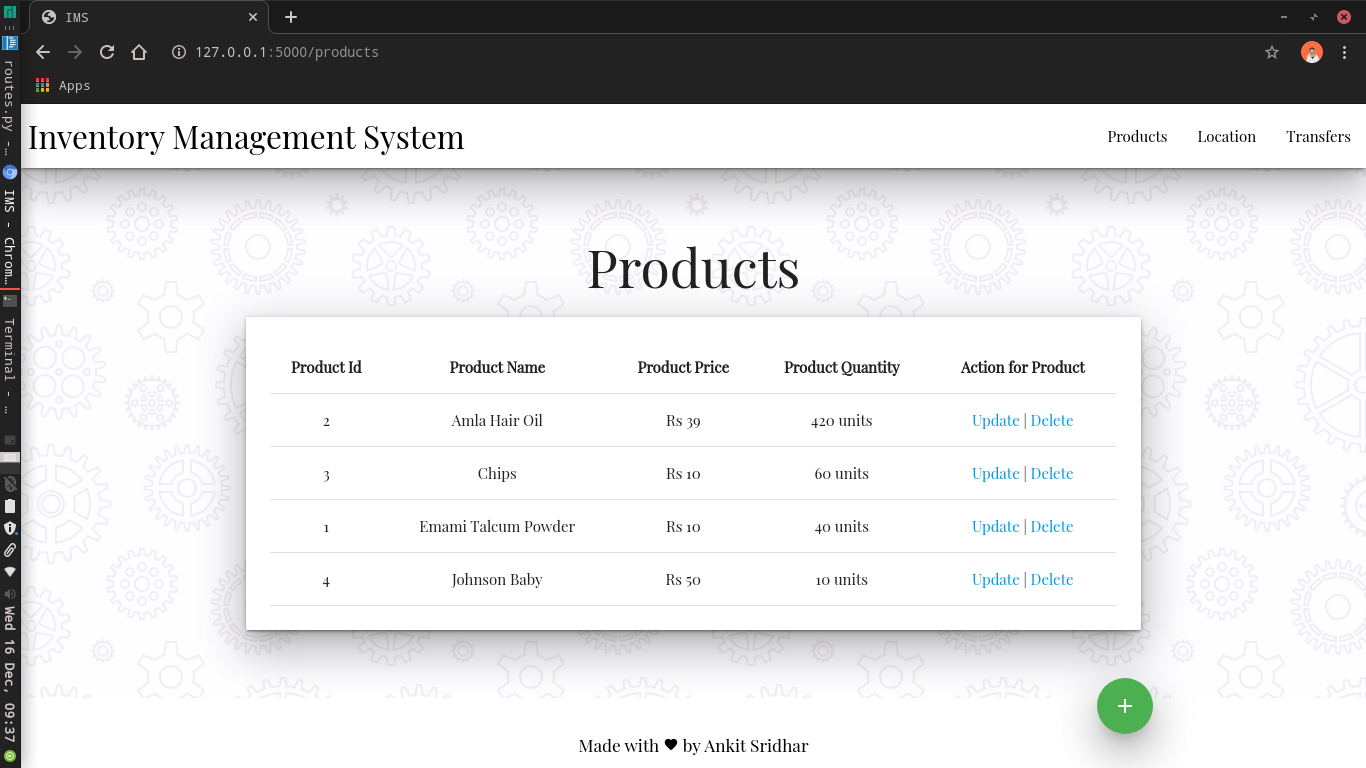 IMS
127.0.0.1:5000/products
Apps
routes.py -…
IMS - Chrom…
Terminal - …
Wed 16 Dec, 09:37
Inventory Management System
Products Location Transfers
Products
Product Id Product Name Product Price Product Quantity Action for Product
2 Amla Hair Oil Rs 39 420 units Update | Delete
3 Chips Rs 10 60 units Update | Delete
1 Emami Talcum Powder Rs 10 40 units Update | Delete
4 Johnson Baby Rs 50 10 units Update | Delete
+
Made with ♥ by Ankit Sridhar